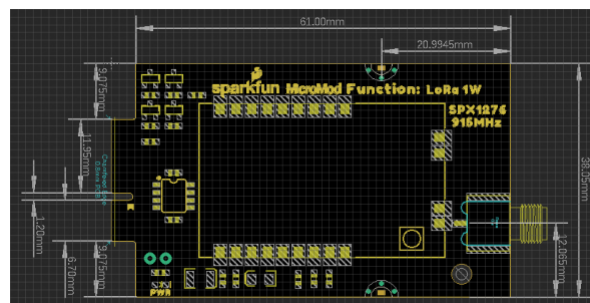 61.00mm
20.9945mm
sparkfun MicroMod Function: LoRa 1W
SPX1276
915MHz
9.075mm
11.95mm
38.05mm
1.20mm
6.70mm
9.075mm
12.065mm
PWR